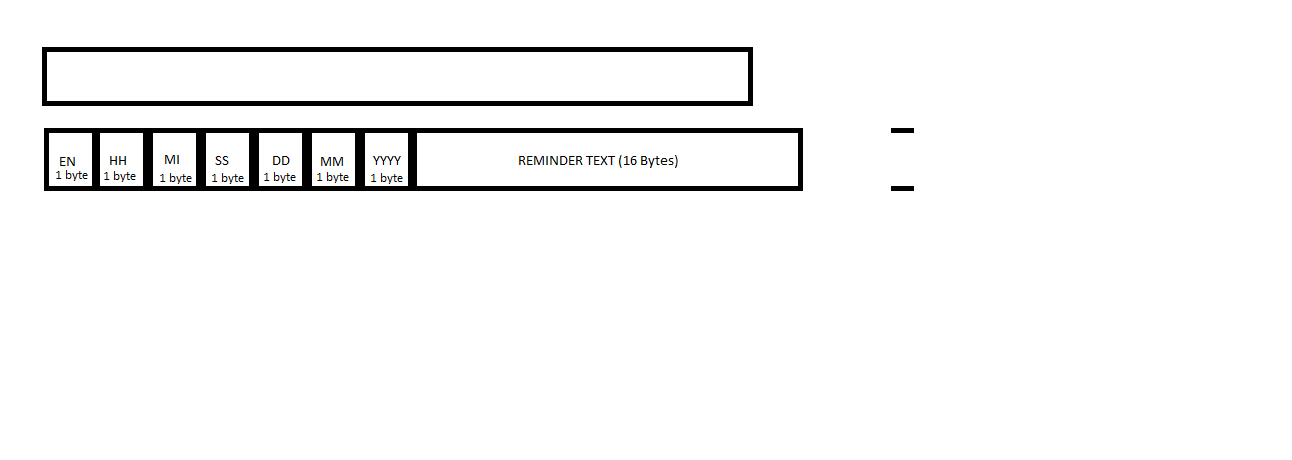 EN HH MI SS DD MM YYYY REMINDER TEXT (16 Bytes)
1 byte 1 byte 1 byte 1 byte 1 byte 1 byte 1 byte